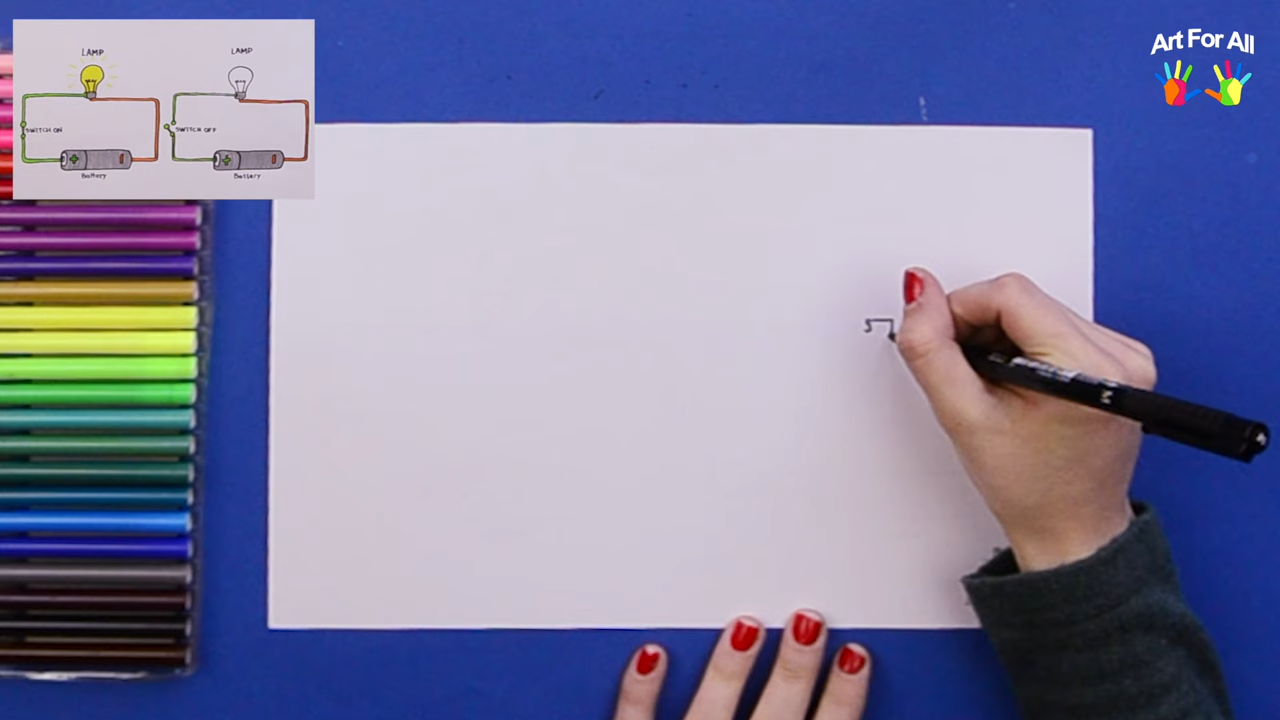 LAMP
LAMP
SWITCH ON
SWITCH OFF
Battery
Battery
Art For All
M